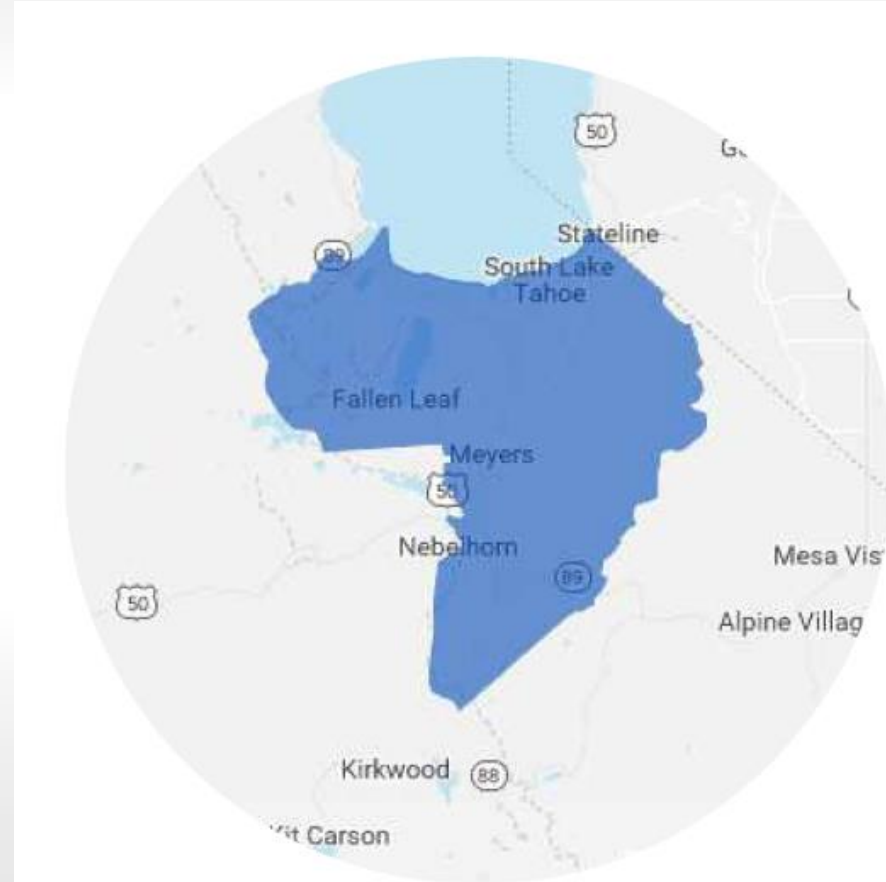 50
Stateline
89
South Lake
Tahoe
Fallen Leaf
Meyers
50
Nebelhorn
89
Mesa Vis
50
Alpine Villag
Kirkwood
88
Kit Carson